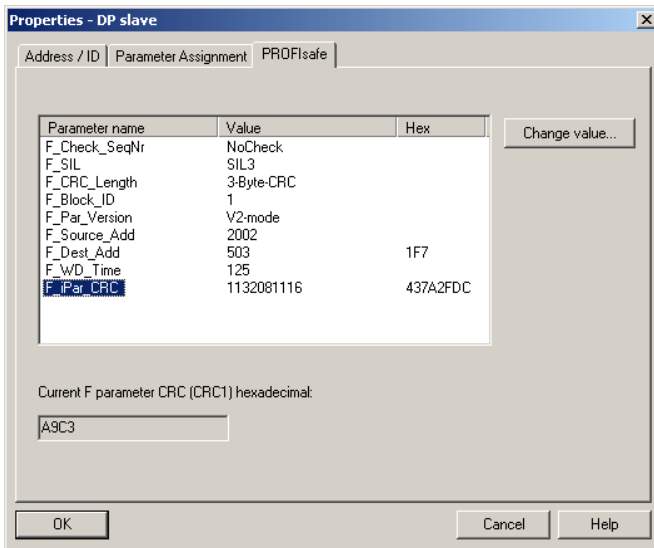 Properties - DP slave
Address / ID Parameter Assignment PROFIsafe
Parameter name Value Hex
Change value...
F_Check_SeqNr NoCheck
F_SIL SIL3
F_CRC_Length 3-Byte-CRC
F_Block_ID 1
F_Par_Version V2-mode
F_Source_Add 2002
F_Dest_Add 503 1F7
F_WD_Time 125
F_iPar_CRC 1132081116 437A2FDC
Current F parameter CRC (CRC1) hexadecimal:
A9C3
OK Cancel Help